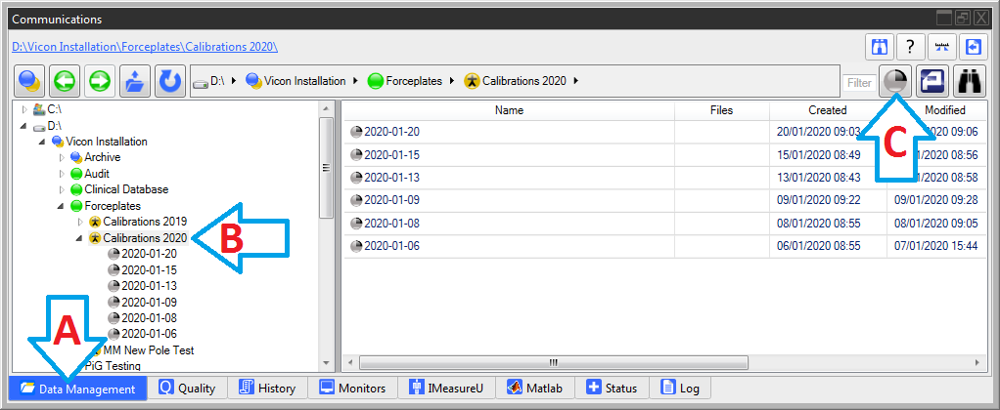 Communications
D:\Vicon Installation\Forceplates\Calibrations 2020\
?
D:\ Vicon Installation Forceplates Calibrations 2020 Filter
C:\
D:\
Vicon Installation
Archive
Audit
Clinical Database
Forceplates
Calibrations 2019
Calibrations 2020
2020-01-20
2020-01-15
2020-01-13
2020-01-09
2020-01-08
2020-01-06
MM New Pole Test
PiG Testing
A
B
C
Name Files Created Modified
2020-01-20 20/01/2020 09:03 2020 09:06
2020-01-15 15/01/2020 08:49 2020 08:56
2020-01-13 13/01/2020 08:43 /2020 08:58
2020-01-09 09/01/2020 09:22 09/01/2020 09:28
2020-01-08 08/01/2020 08:55 08/01/2020 09:05
2020-01-06 06/01/2020 08:55 07/01/2020 15:44
Data Management Quality History Monitors IMeasureU Matlab Status Log